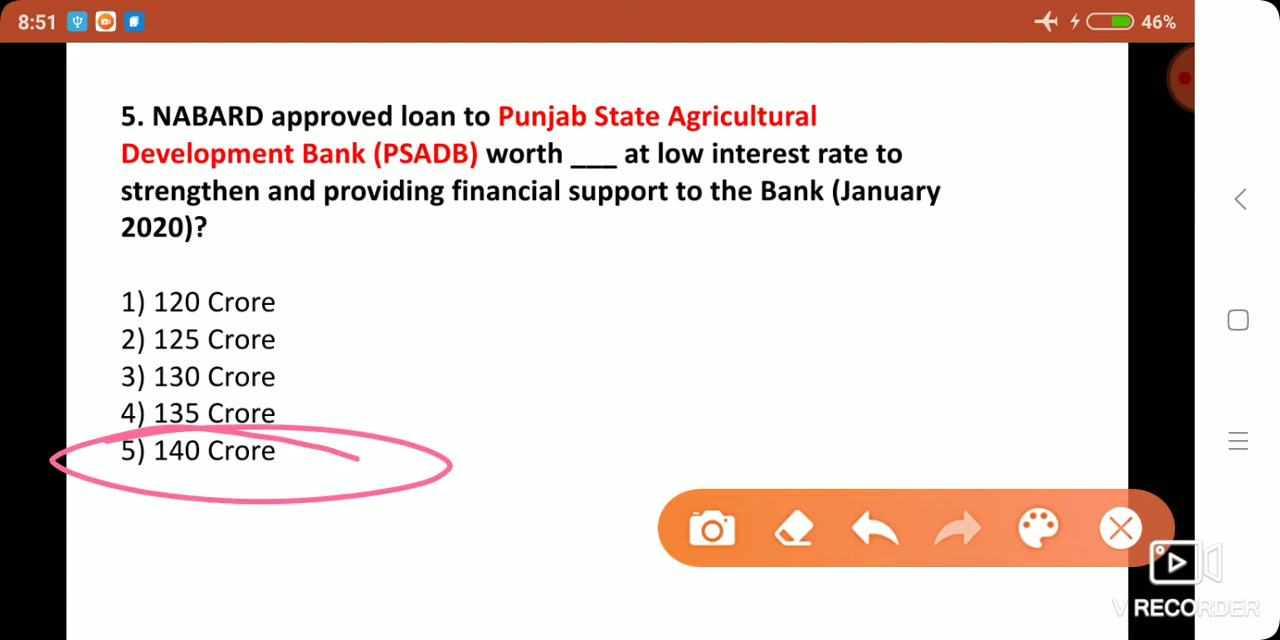 8:51
46%
5. NABARD approved loan to Punjab State Agricultural
Development Bank (PSADB) worth ___ at low interest rate to
strengthen and providing financial support to the Bank (January
2020)?
1) 120 Crore
2) 125 Crore
3) 130 Crore
4) 135 Crore
5) 140 Crore
V RECORDER